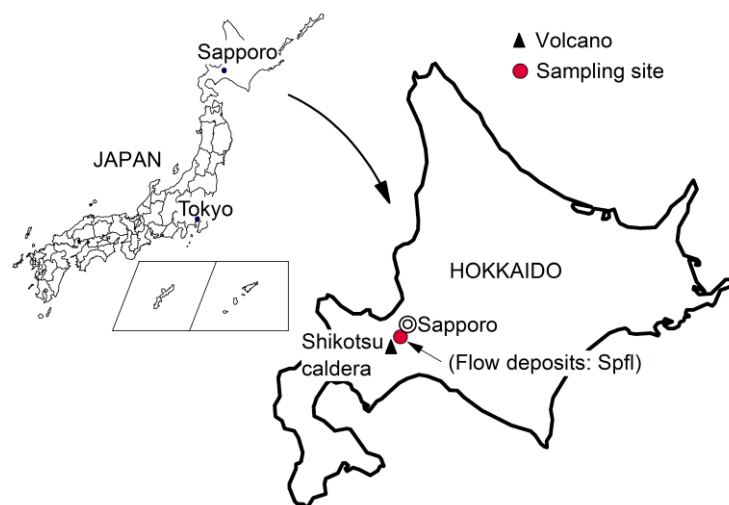 Sapporo
JAPAN
Tokyo
Volcano
Sampling site
HOKKAIDO
Sapporo
Shikotsu
caldera
(Flow deposits: Spfl)